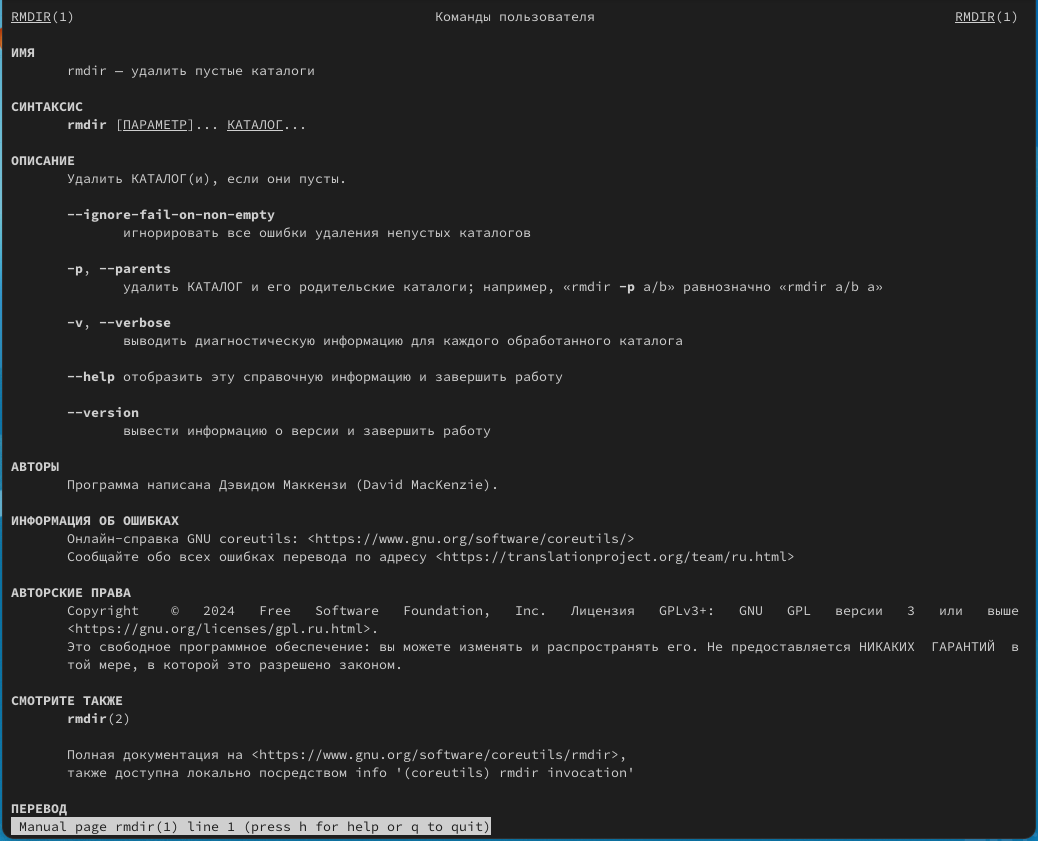 RMDIR(1) Команды пользователя RMDIR(1)
ИМЯ
rmdir — удалить пустые каталоги
СИНТАКСИС
rmdir [ПАРАМЕТР]... КАТАЛОГ...
ОПИСАНИЕ
Удалить КАТАЛОГ(и), если они пусты.
--ignore-fail-on-non-empty
игнорировать все ошибки удаления непустых каталогов
-p, --parents
удалить КАТАЛОГ и его родительские каталоги; например, «rmdir -p a/b» равнозначно «rmdir a/b a»
-v, --verbose
выводить диагностическую информацию для каждого обработанного каталога
--help отобразить эту справочную информацию и завершить работу
--version
вывести информацию о версии и завершить работу
АВТОРЫ
Программа написана Дэвидом Маккензи (David MacKenzie).
ИНФОРМАЦИЯ ОБ ОШИБКАХ
Онлайн-справка GNU coreutils: <https://www.gnu.org/software/coreutils/>
Сообщайте обо всех ошибках перевода по адресу <https://translationproject.org/team/ru.html>
АВТОРСКИЕ ПРАВА
Copyright © 2024 Free Software Foundation, Inc. Лицензия GPLv3+: GNU GPL версии 3 или выше
<https://gnu.org/licenses/gpl.ru.html>.
Это свободное программное обеспечение: вы можете изменять и распространять его. Не предоставляется НИКАКИХ ГАРАНТИЙ в
той мере, в которой это разрешено законом.
СМОТРИТЕ ТАКЖЕ
rmdir(2)
Полная документация на <https://www.gnu.org/software/coreutils/rmdir>,
также доступна локально посредством info '(coreutils) rmdir invocation'
ПЕРЕВОД
Manual page rmdir(1) line 1 (press h for help or q to quit)